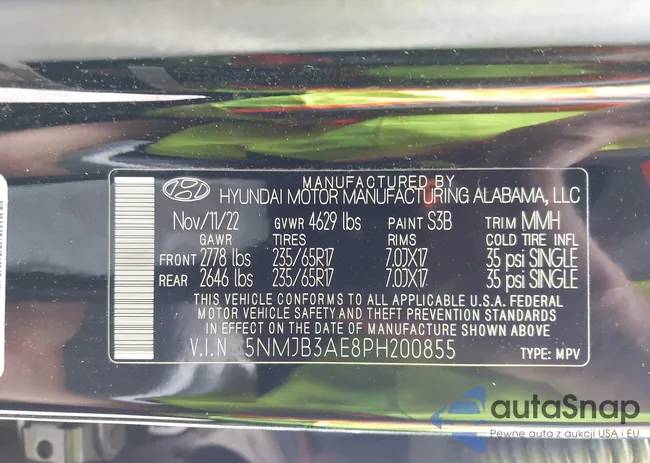 MANUFACTURED BY
HYUNDAI MOTOR MANUFACTURING ALABAMA, LLC
Nov/11/22 GVWR 4629 lbs PAINT S3B TRIM MMH
GAWR TIRES RIMS COLD TIRE INFL
FRONT 2778 lbs 235/65R17 7.0JX17 35 psi SINGLE
REAR 2646 lbs 235/65R17 7.0JX17 35 psi SINGLE
THIS VEHICLE CONFORMS TO ALL APPLICABLE U.S.A. FEDERAL
MOTOR VEHICLE SAFETY AND THEFT PREVENTION STANDARDS
IN EFFECT ON THE DATE OF MANUFACTURE SHOWN ABOVE
V.I.N 5NMJB3AE8PH200855 TYPE: MPV
autaSnap
Pewne auta z aukcji USA i EU